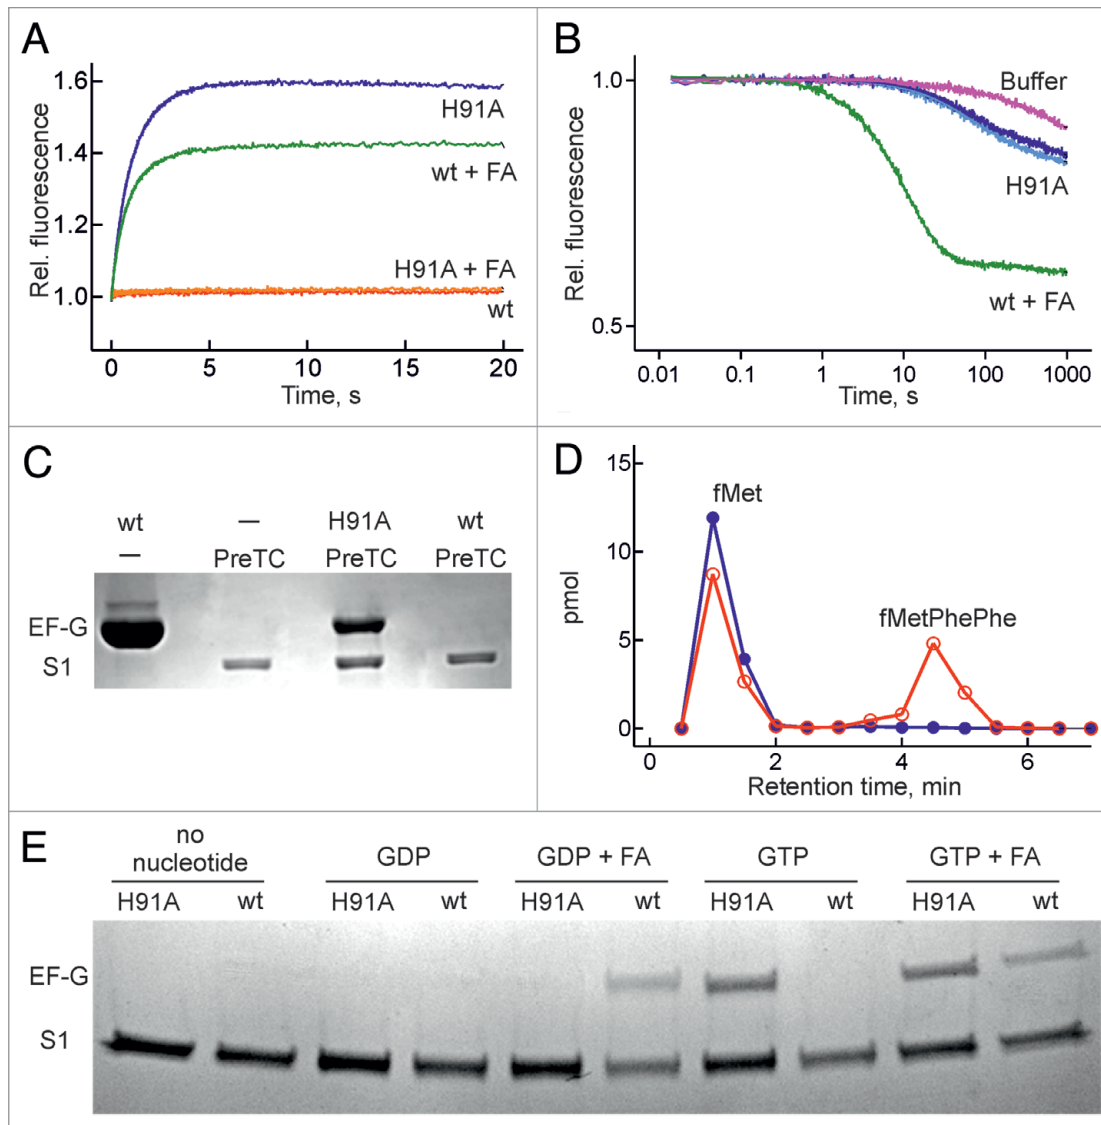 A
Rel. fluorescence
1.6
1.4
1.2
1.0
H91A
wt + FA
H91A + FA
wt
0 5 10 15 20
Time, s
B
Rel. fluorescence
1.0
0.5
Buffer
H91A
wt + FA
0.01 0.1 1 10 100 1000
Time, s
C
wt — H91A wt
— PreTC PreTC PreTC
EF-G
S1
D
pmol
15
10
5
0
fMet
fMetPhePhe
0 2 4 6
Retention time, min
E
no
nucleotide GDP GDP + FA GTP GTP + FA
H91A wt H91A wt H91A wt H91A wt H91A wt
EF-G
S1